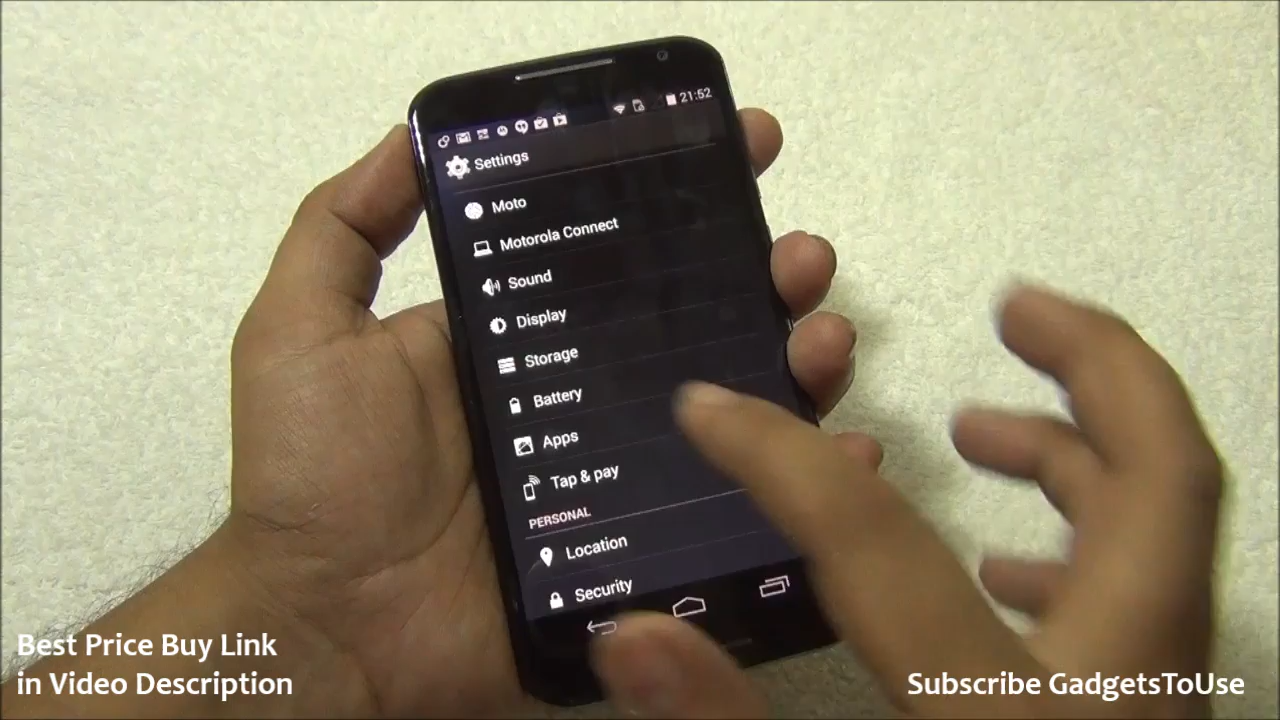 21:52
Settings
Moto
Motorola Connect
Sound
Display
Storage
Battery
Apps
Tap & pay
PERSONAL
Location
Security
Best Price Buy Link
in Video Description
Subscribe GadgetsToUse